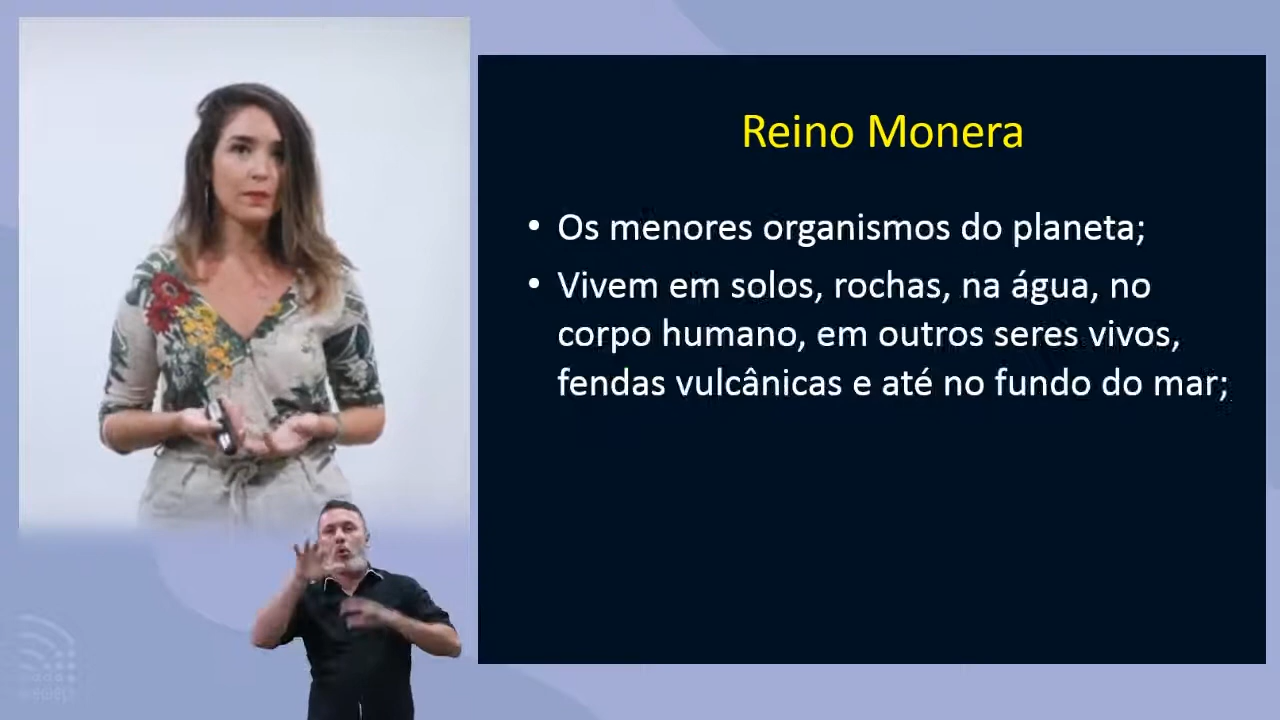 Reino Monera
• Os menores organismos do planeta;
• Vivem em solos, rochas, na água, no
corpo humano, em outros seres vivos,
fendas vulcânicas e até no fundo do mar;